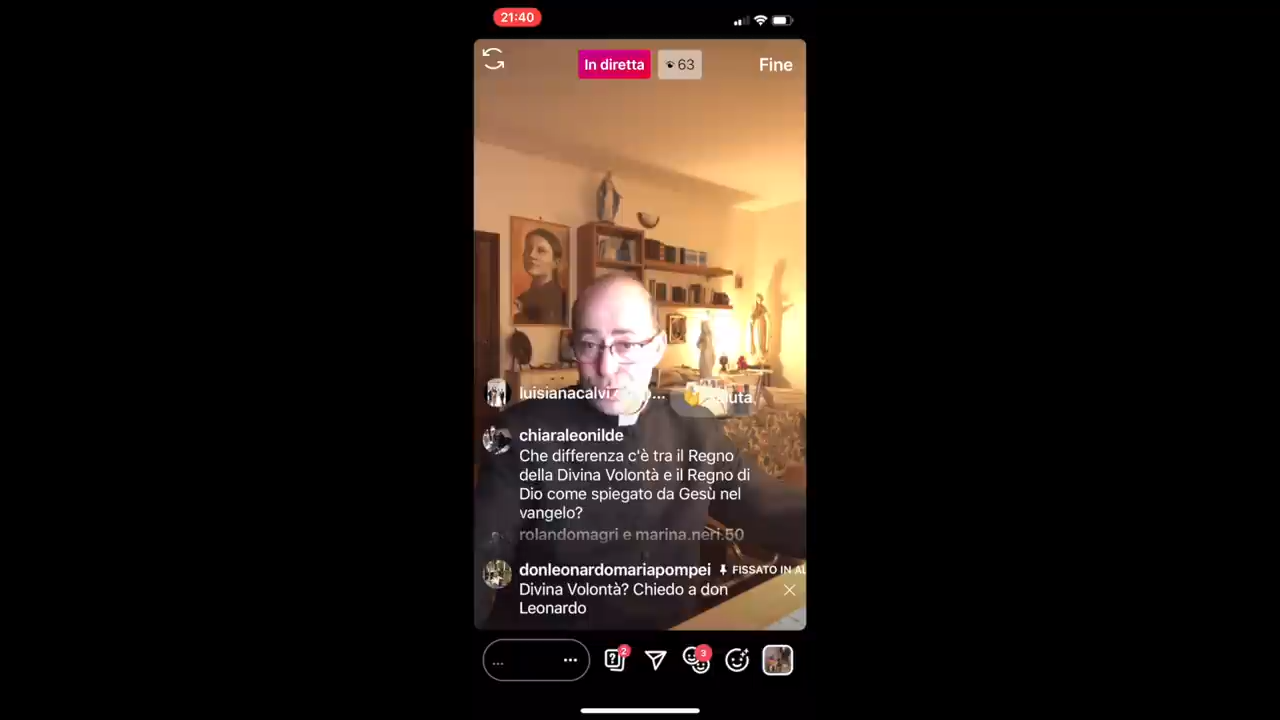 21:40
In diretta
63
Fine
luisianacalvi
chiaraleonilde
Che differenza c'è tra il Regno
della Divina Volontà e il Regno di
Dio come spiegato da Gesù nel
vangelo?
rolandomagri e marina.neri.50
donleonardomariapompei FISSATO IN AL
Divina Volontà? Chiedo a don
Leonardo
... ...
2
3